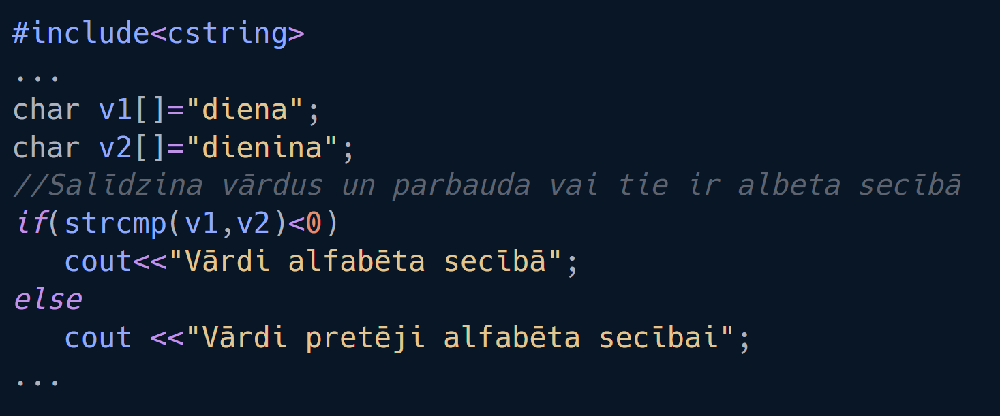 #include<cstring>
...
char v1[]="diena";
char v2[]="dienina";
//Salīdzina vārdus un parbauda vai tie ir albeta secībā
if(strcmp(v1,v2)<0)
   cout<<"Vārdi alfabēta secībā";
else
   cout <<"Vārdi pretēji alfabēta secībai";
...